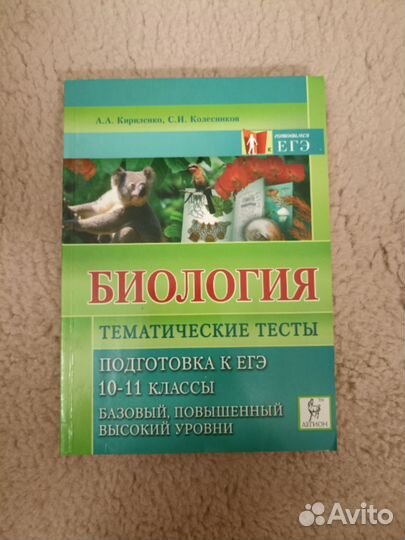 А.А. Кириленко, С.И. Колесников
ГОТОВИМСЯ
К ЕГЭ
БИОЛОГИЯ
ТЕМАТИЧЕСКИЕ ТЕСТЫ
ПОДГОТОВКА К ЕГЭ
10-11 КЛАССЫ
БАЗОВЫЙ, ПОВЫШЕННЫЙ
ВЫСОКИЙ УРОВНИ
ЛЕГИОН
Avito